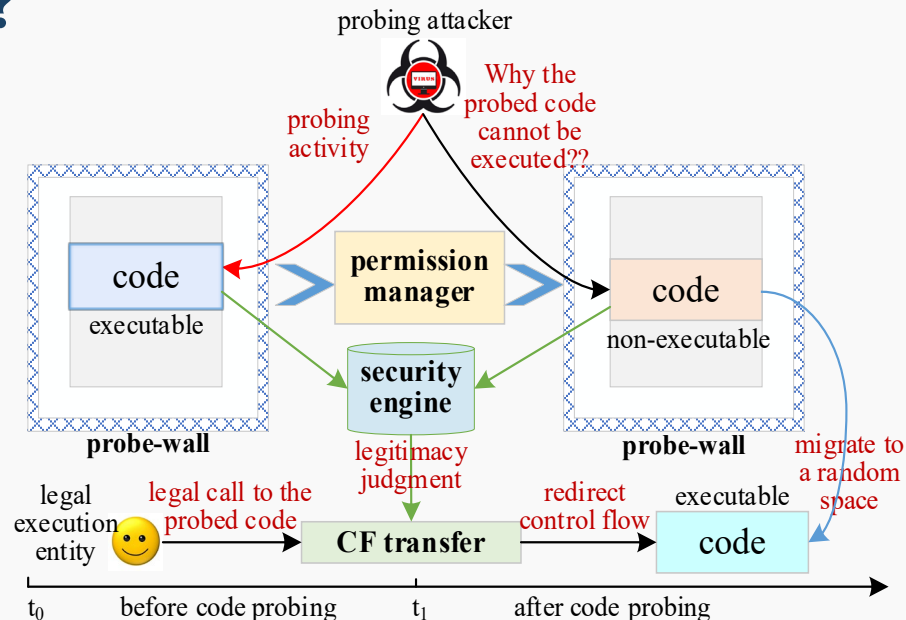 probing attacker
VIRUS
Why the
probed code
cannot be
executed??
probing
activity
code
executable
permission
manager
code
non-executable
security
engine
probe-wall
probe-wall
legitimacy
judgment
migrate to
a random
space
legal
execution
entity
legal call to the
probed code
CF transfer
redirect
control flow
executable
code
t₀
before code probing
t₁
after code probing